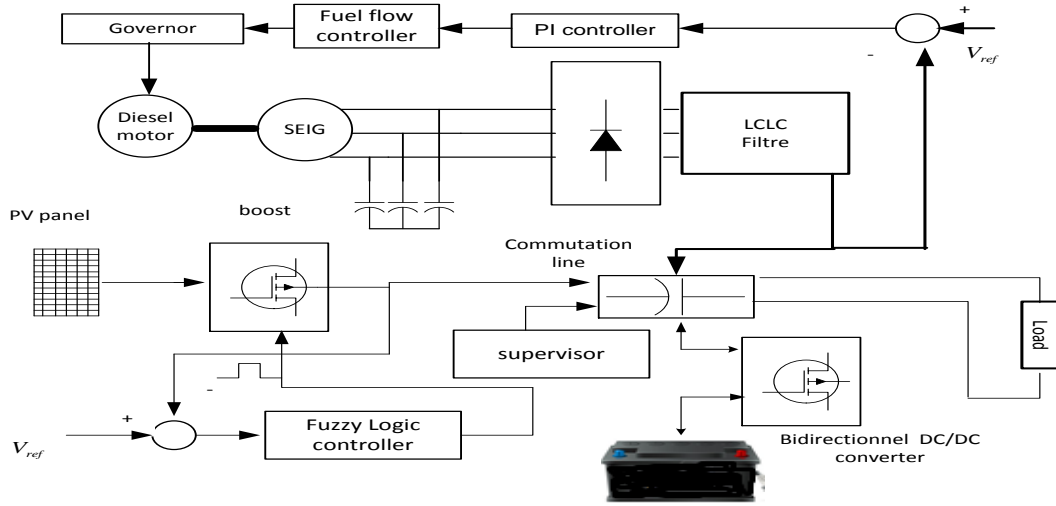 Governor
Fuel flow
controller
PI controller
+
-
V_ref
Diesel
motor
SEIG
LCLC
Filtre
PV panel
boost
Commutation
line
supervisor
Load
-
+
V_ref
Fuzzy Logic
controller
Bidirectionnel DC/DC
converter